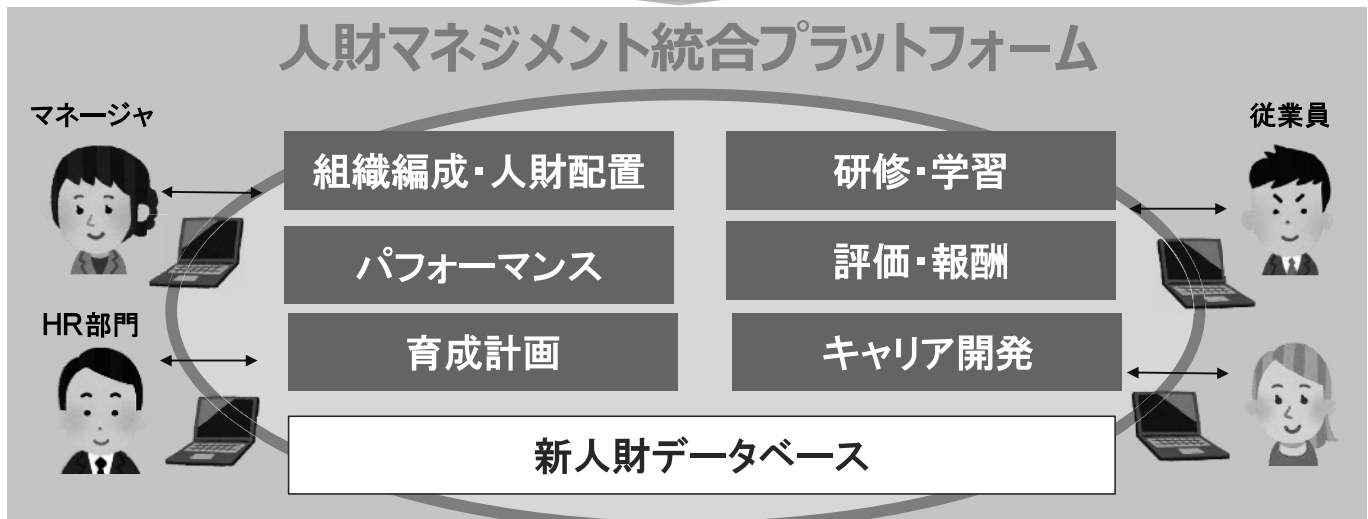 人財マネジメント統合プラットフォーム
マネージャ
従業員
組織編成・人財配置
研修・学習
パフォーマンス
評価・報酬
HR部門
育成計画
キャリア開発
新人財データベース